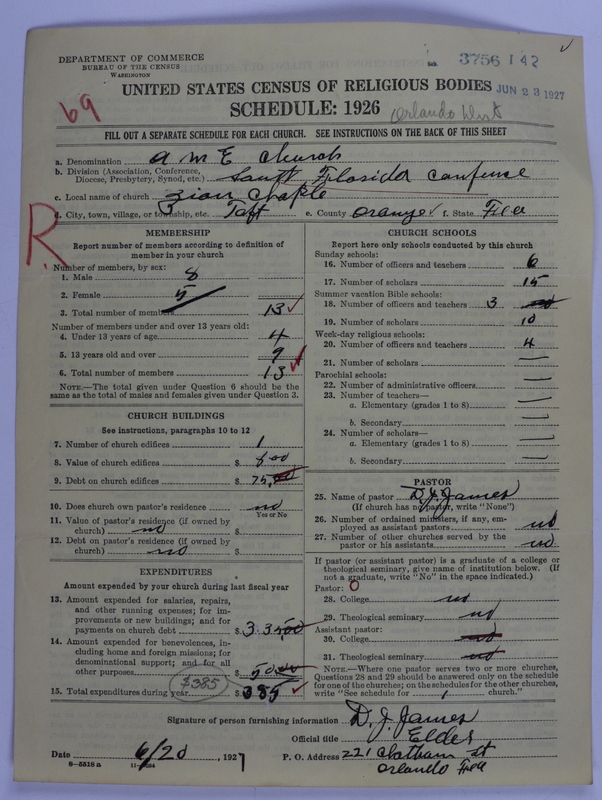 DEPARTMENT OF COMMERCE
BUREAU OF THE CENSUS
WASHINGTON
3756 142
UNITED STATES CENSUS OF RELIGIOUS BODIES
JUN 23 1927
69
SCHEDULE: 1926
Orlando Dist
FILL OUT A SEPARATE SCHEDULE FOR EACH CHURCH. SEE INSTRUCTIONS ON THE BACK OF THIS SHEET
a. Denomination A M E Church
b. Division (Association, Conference, Diocese, Presbytery, Synod, etc.) South Florida Confrence
c. Local name of church Zion Chaple
d. City, town, village, or township, etc. Taft e. County Orange f. State Fla
R
MEMBERSHIP
Report number of members according to definition of
member in your church
Number of members, by sex:
1. Male 8
2. Female 5
3. Total number of members 13
Number of members under and over 13 years old:
4. Under 13 years of age 4
5. 13 years old and over 9
6. Total number of members 13
NOTE.—The total given under Question 6 should be the
same as the total of males and females given under Question 3.
CHURCH BUILDINGS
See instructions, paragraphs 10 to 12
7. Number of church edifices 1
8. Value of church edifices $ 600
9. Debt on church edifices $ 75.00
10. Does church own pastor's residence no
Yes or No
11. Value of pastor's residence (if owned by
church) no $
12. Debt on pastor's residence (if owned by
church) no $
EXPENDITURES
Amount expended by your church during last fiscal year
13. Amount expended for salaries, repairs,
and other running expenses; for im-
provements or new buildings; and for
payments on church debt $ 33500
14. Amount expended for benevolences, in-
cluding home and foreign missions; for
denominational support; and for all
other purposes $ 5000
$385
15. Total expenditures during year $ 385
CHURCH SCHOOLS
Report here only schools conducted by this church
Sunday schools:
16. Number of officers and teachers 6
17. Number of scholars 15
Summer vacation Bible schools:
18. Number of officers and teachers 3
19. Number of scholars 10
Week-day religious schools:
20. Number of officers and teachers 4
21. Number of scholars —
Parochial schools:
22. Number of administrative officers —
23. Number of teachers—
a. Elementary (grades 1 to 8) —
b. Secondary —
24. Number of scholars—
a. Elementary (grades 1 to 8) —
b. Secondary —
PASTOR
25. Name of pastor D. J. James
(If church has no pastor, write "None")
26. Number of ordained ministers, if any, em-
ployed as assistant pastors no
27. Number of other churches served by the
pastor or his assistants no
If pastor (or assistant pastor) is a graduate of a college or
theological seminary, give name of institution below. (If
not a graduate, write "No" in the space indicated.)
Pastor: 0
28. College no
29. Theological seminary no
Assistant pastor:
30. College no
31. Theological seminary no
NOTE.—Where one pastor serves two or more churches,
Questions 28 and 29 should be answered only on the schedule
for one of the churches; on the schedules for the other churches,
write "See schedule for 1 church."
Signature of person furnishing information D. J. James
Official title Elder
Date 6/20, 1927 P. O. Address 221 Chatham st
Orlando Fla
8—5318 a